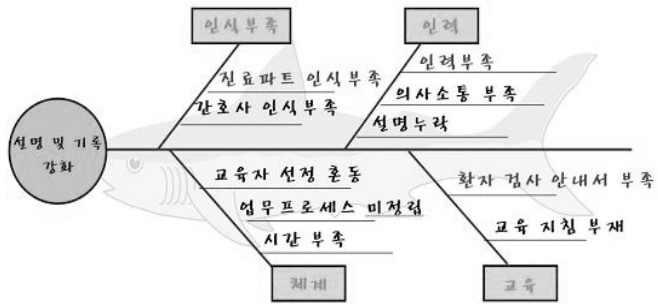 인식부족
인력
진료파트 인식부족
간호사 인식부족
인력부족
의사소통 부족
설명누락
설명 및 기록
강화
교육자 선정 혼동
업무프로세스 미정립
시간 부족
환자 검사 안내서 부족
교육 지침 부재
체계
교육